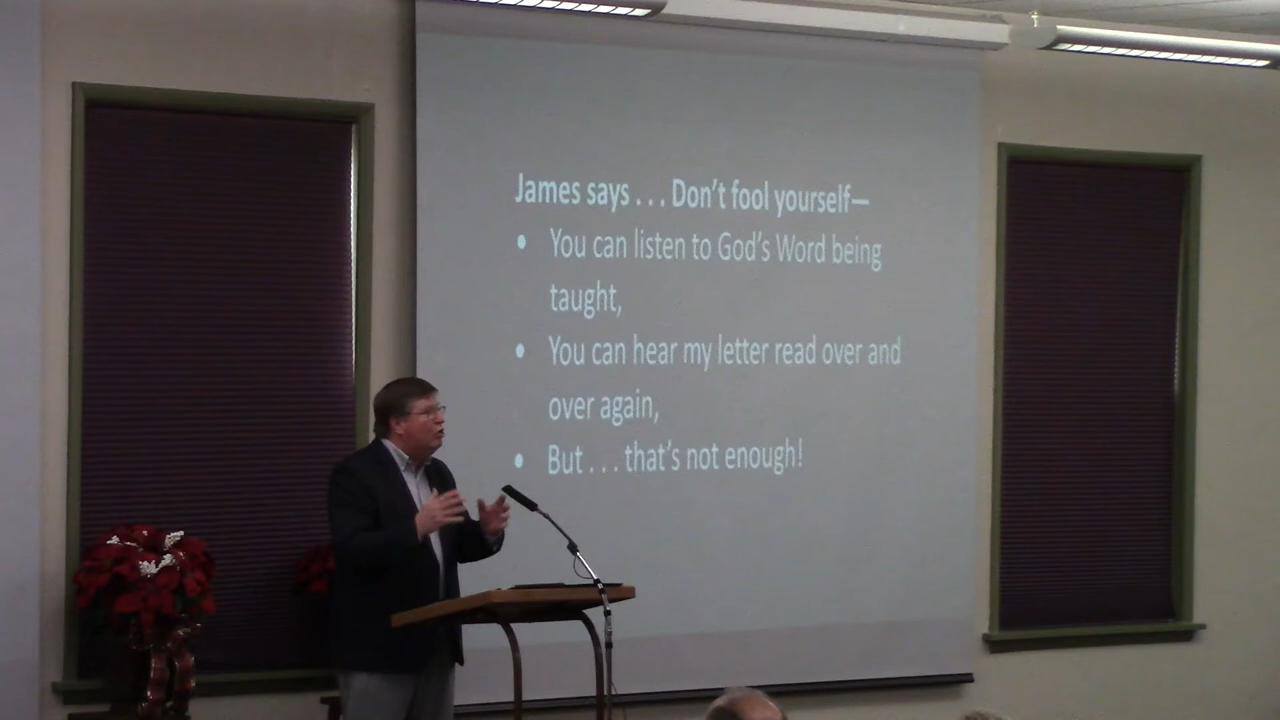 James says . . . Don't fool yourself—
• You can listen to God's Word being
taught,
• You can hear my letter read over and
over again,
• But . . . that's not enough!